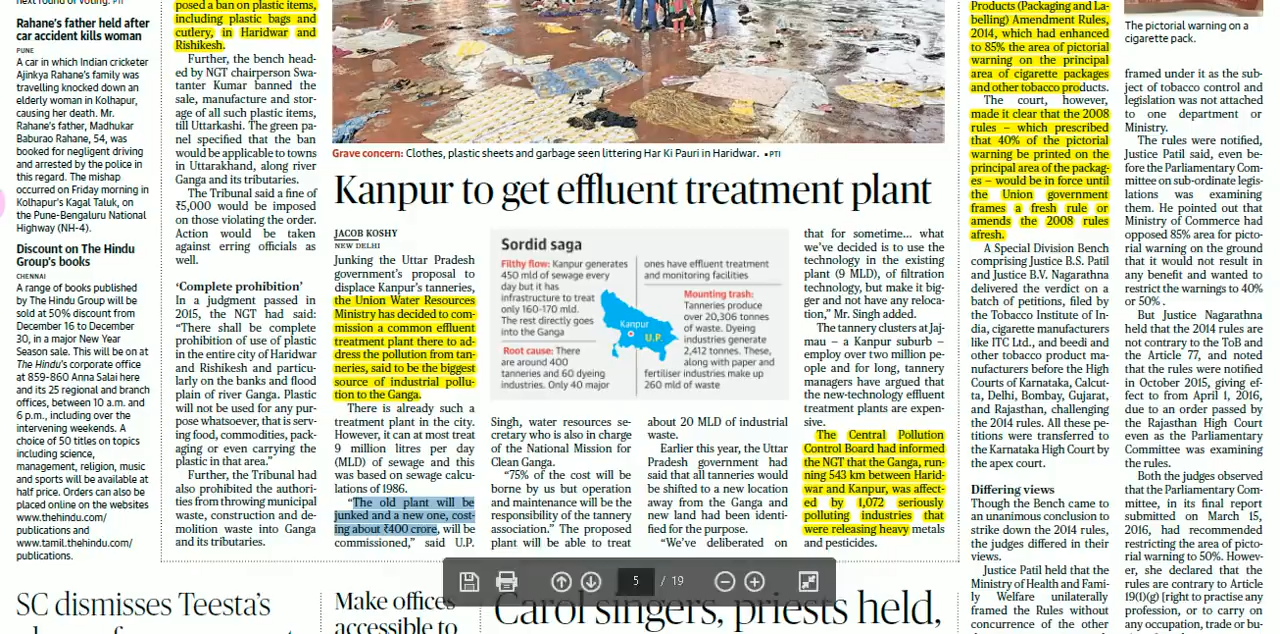 next round of voting. PTI
Rahane's father held after
car accident kills woman
PUNE
A car in which Indian cricketer
Ajinkya Rahane's family was
travelling knocked down an
elderly woman in Kolhapur,
causing her death. Mr.
Rahane's father, Madhukar
Baburao Rahane, 54, was
booked for negligent driving
and arrested by the police in
this regard. The mishap
occurred on Friday morning in
Kolhapur's Kagal Taluk, on
the Pune-Bengaluru National
Highway (NH-4).
Discount on The Hindu
Group's books
CHENNAI
A range of books published
by The Hindu Group will be
sold at 50% discount from
December 16 to December
30, in a major New Year
Season sale. This will be on at
The Hindu's corporate office
at 859-860 Anna Salai here
and its 25 regional and branch
offices, between 10 a.m. and
6 p.m., including over the
intervening weekends. A
choice of 50 titles on topics
including science,
management, religion, music
and sports will be available at
half price. Orders can also be
placed online on the websites
www.thehindu.com/
publications and
www.tamil.thehindu.com/
publications.
posed a ban on plastic items,
including plastic bags and
cutlery, in Haridwar and
Rishikesh.
Further, the bench head-
ed by NGT chairperson Swa-
tanter Kumar banned the
sale, manufacture and stor-
age of all such plastic items,
till Uttarkashi. The green pa-
nel specified that the ban
would be applicable to towns
in Uttarakhand, along river
Ganga and its tributaries.
The Tribunal said a fine of
₹5,000 would be imposed
on those violating the order.
Action would be taken
against erring officials as
well.
'Complete prohibition'
In a judgment passed in
2015, the NGT had said:
"There shall be complete
prohibition of use of plastic
in the entire city of Haridwar
and Rishikesh and particu-
larly on the banks and flood
plain of river Ganga. Plastic
will not be used for any pur-
pose whatsoever, that is serv-
ing food, commodities, pack-
aging or even carrying the
plastic in that area."
Further, the Tribunal had
also prohibited the authori-
ties from throwing municipal
waste, construction and de-
molition waste into Ganga
and its tributaries.
Grave concern: Clothes, plastic sheets and garbage seen littering Har Ki Pauri in Haridwar. •PTI
Kanpur to get effluent treatment plant
JACOB KOSHY
NEW DELHI
Junking the Uttar Pradesh
government's proposal to
displace Kanpur's tanneries,
the Union Water Resources
Ministry has decided to com-
mission a common effluent
treatment plant there to ad-
dress the pollution from tan-
neries, said to be the biggest
source of industrial pollu-
tion to the Ganga.
There is already such a
treatment plant in the city.
However, it can at most treat
9 million litres per day
(MLD) of sewage and this
was based on sewage calcu-
lations of 1986.
"The old plant will be
junked and a new one, cost-
ing about ₹400 crore, will be
commissioned," said U.P.
Sordid saga
Filthy flow: Kanpur generates
450 mld of sewage every
day but it has
infrastructure to treat
only 160-170 mld.
The rest directly goes
into the Ganga
Root cause: There
are around 400
tanneries and 60 dyeing
industries. Only 40 major
ones have effluent treatment
and monitoring facilities
Mounting trash:
Tanneries produce
over 20,306 tonnes
of waste. Dyeing
industries generate
2,412 tonnes. These,
along with paper and
fertiliser industries make up
260 mld of waste
Kanpur
U.P.
Singh, water resources se-
cretary who is also in charge
of the National Mission for
Clean Ganga.
"75% of the cost will be
borne by us but operation
and maintenance will be the
responsibility of the tannery
association." The proposed
plant will be able to treat
about 20 MLD of industrial
waste.
Earlier this year, the Uttar
Pradesh government had
said that all tanneries would
be shifted to a new location
away from the Ganga and
new land had been identi-
fied for the purpose.
"We've deliberated on
that for sometime... what
we've decided is to use the
technology in the existing
plant (9 MLD), of filtration
technology, but make it big-
ger and not have any reloca-
tion," Mr. Singh added.
The tannery clusters at Jaj-
mau – a Kanpur suburb –
employ over two million peo-
ple and for long, tannery
managers have argued that
the new-technology effluent
treatment plants are expen-
sive.
The Central Pollution
Control Board had informed
the NGT that the Ganga, run-
ning 543 km between Harid-
war and Kanpur, was affect-
ed by 1,072 seriously
polluting industries that
were releasing heavy metals
and pesticides.
Products (Packaging and La-
belling) Amendment Rules,
2014, which had enhanced
to 85% the area of pictorial
warning on the principal
area of cigarette packages
and other tobacco products.
The court, however,
made it clear that the 2008
rules – which prescribed
that 40% of the pictorial
warning be printed on the
principal area of the packag-
es – would be in force until
the Union government
frames a fresh rule or
amends the 2008 rules
afresh.
A Special Division Bench
comprising Justice B.S. Patil
and Justice B.V. Nagarathna
delivered the verdict on a
batch of petitions, filed by
the Tobacco Institute of In-
dia, cigarette manufacturers
like ITC Ltd., and beedi and
other tobacco product ma-
nufacturers before the High
Courts of Karnataka, Calcut-
ta, Delhi, Bombay, Gujarat,
and Rajasthan, challenging
the 2014 rules. All these pe-
titions were transferred to
the Karnataka High Court by
the apex court.
Differing views
Though the Bench came to
an unanimous conclusion to
strike down the 2014 rules,
the judges differed in their
views.
Justice Patil held that the
Ministry of Health and Fami-
ly Welfare unilaterally
framed the Rules without
concurrence of the other
The pictorial warning on a
cigarette pack.
framed under it as the sub-
ject of tobacco control and
legislation was not attached
to one department or
Ministry.
The rules were notified,
Justice Patil said, even be-
fore the Parliamentary Com-
mittee on sub-ordinate legis-
lations was examining
them. He pointed out that
Ministry of Commerce had
opposed 85% area for picto-
rial warning on the ground
that it would not result in
any benefit and wanted to
restrict the warnings to 40%
or 50% .
But Justice Nagarathna
held that the 2014 rules are
not contrary to the ToB and
the Article 77, and noted
that the rules were notified
in October 2015, giving ef-
fect to from April 1, 2016,
due to an order passed by
the Rajasthan High Court
even as the Parliamentary
Committee was examining
the rules.
Both the judges observed
that the Parliamentary Com-
mittee, in its final report
submitted on March 15,
2016, had recommended
restricting the area of picto-
rial warning to 50%. Howev-
er, she declared that the
rules are contrary to Article
19(1)(g) [right to practise any
profession, or to carry on
any occupation, trade or bu-
5 / 19
SC dismisses Teesta's
Make offices
accessible to
Carol singers, priests held,